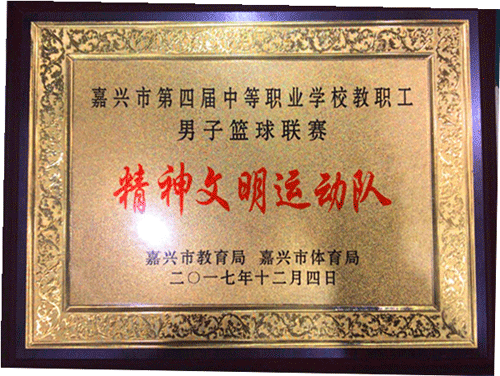 嘉兴市第四届中等职业学校教职工
男子篮球联赛
精神文明运动队
嘉兴市教育局 嘉兴市体育局
二〇一七年十二月四日